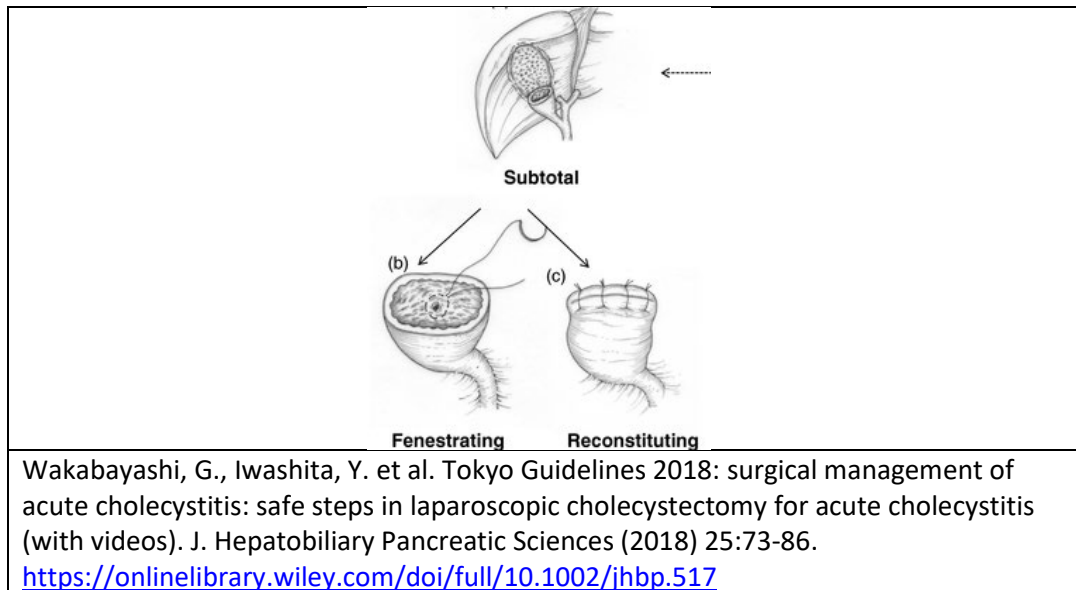 Subtotal
(b)
(c)
Fenestrating Reconstituting
Wakabayashi, G., Iwashita, Y. et al. Tokyo Guidelines 2018: surgical management of
acute cholecystitis: safe steps in laparoscopic cholecystectomy for acute cholecystitis
(with videos). J. Hepatobiliary Pancreatic Sciences (2018) 25:73-86.
https://onlinelibrary.wiley.com/doi/full/10.1002/jhbp.517